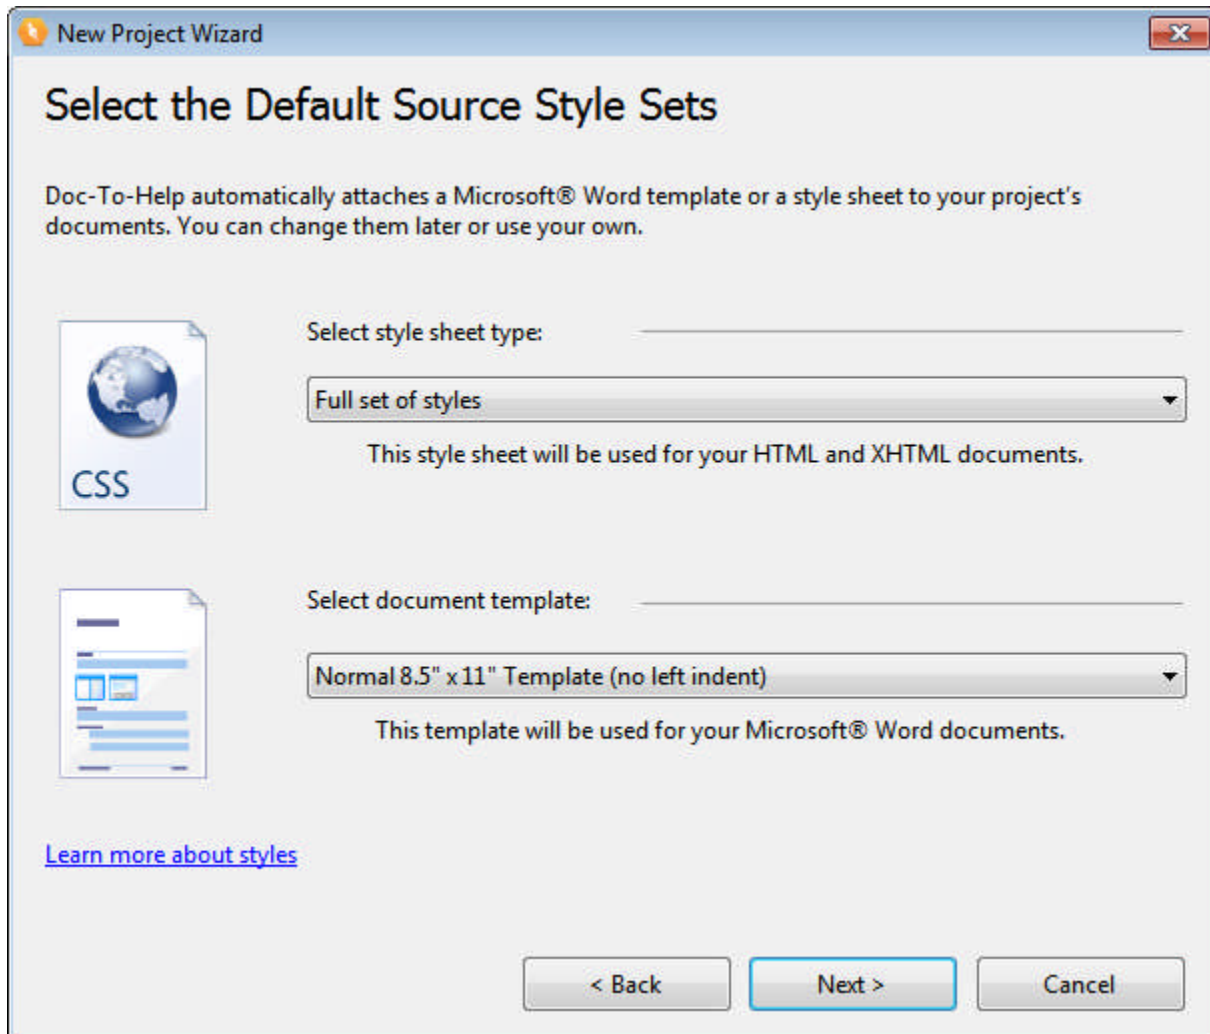 New Project Wizard
Select the Default Source Style Sets
Doc-To-Help automatically attaches a Microsoft® Word template or a style sheet to your project's
documents. You can change them later or use your own.
Select style sheet type:
Full set of styles
This style sheet will be used for your HTML and XHTML documents.
CSS
Select document template:
Normal 8.5" x 11" Template (no left indent)
This template will be used for your Microsoft® Word documents.
Learn more about styles
< Back
Next >
Cancel